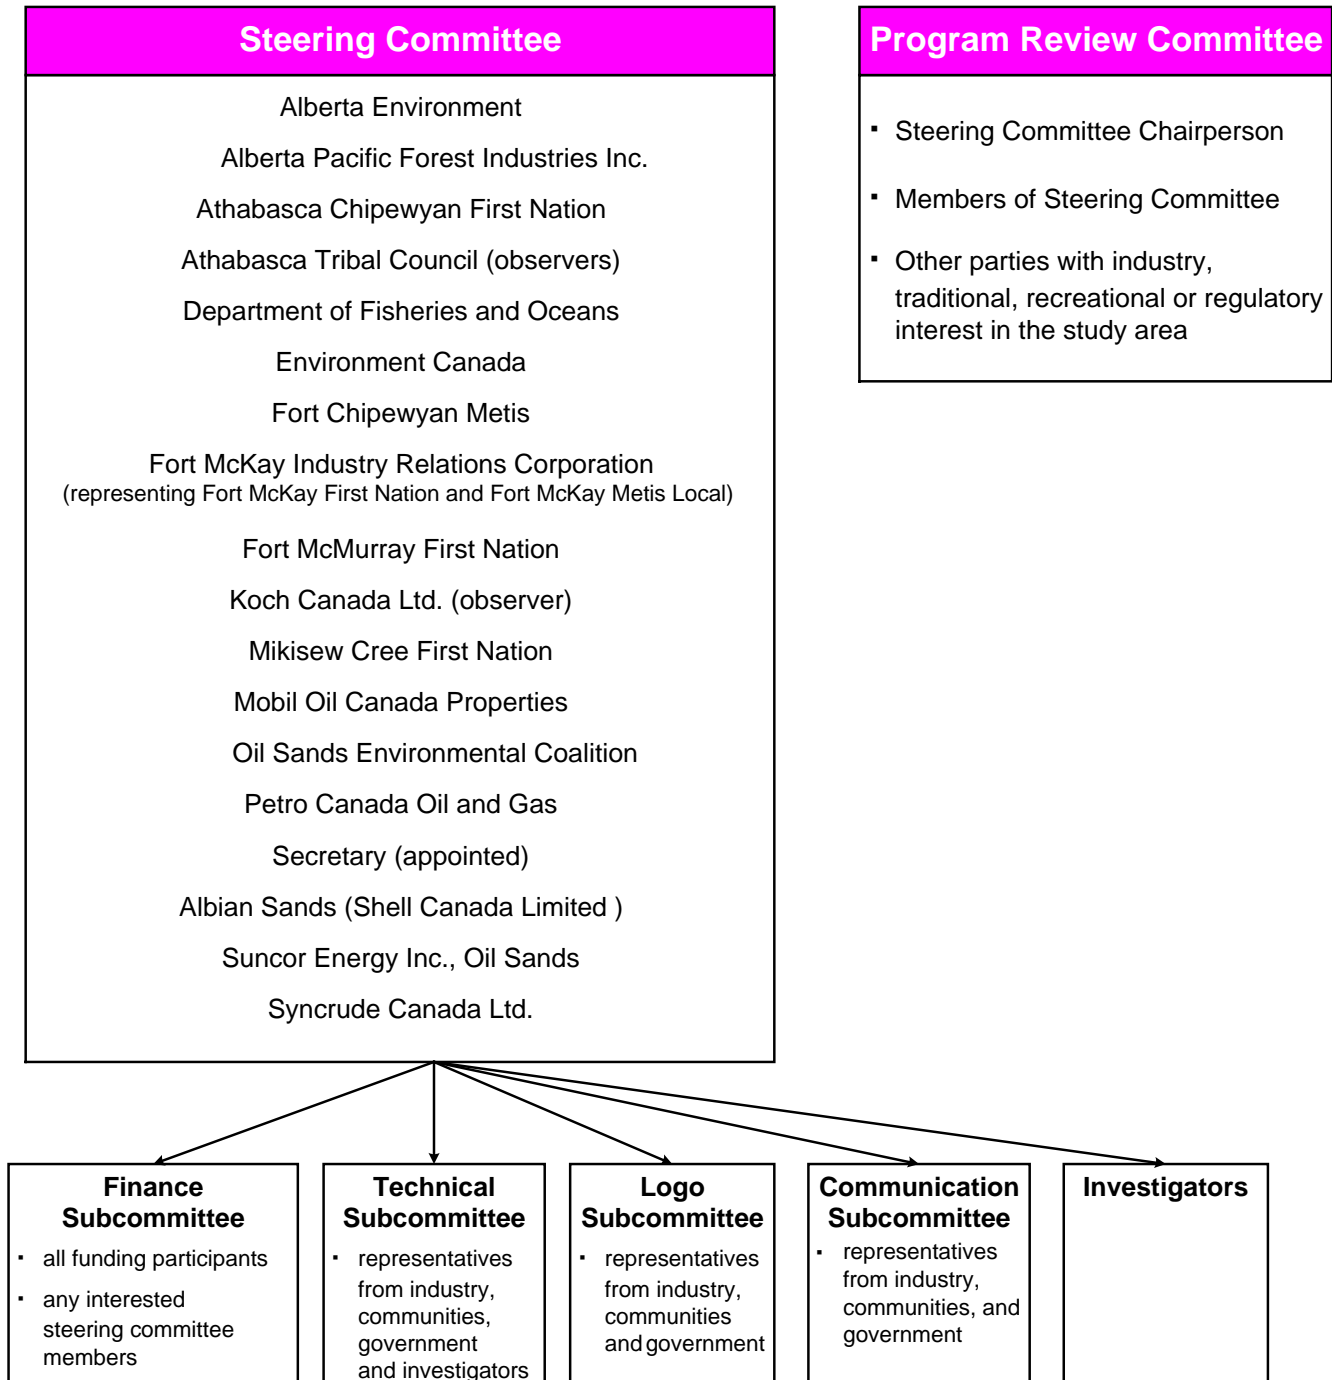 Steering Committee
Alberta Environment
Alberta Pacific Forest Industries Inc.
Athabasca Chipewyan First Nation
Athabasca Tribal Council (observers)
Department of Fisheries and Oceans
Environment Canada
Fort Chipewyan Metis
Fort McKay Industry Relations Corporation
(representing Fort McKay First Nation and Fort McKay Metis Local)
Fort McMurray First Nation
Koch Canada Ltd. (observer)
Mikisew Cree First Nation
Mobil Oil Canada Properties
Oil Sands Environmental Coalition
Petro Canada Oil and Gas
Secretary (appointed)
Albian Sands (Shell Canada Limited )
Suncor Energy Inc., Oil Sands
Syncrude Canada Ltd.
Program Review Committee
▪ Steering Committee Chairperson
▪ Members of Steering Committee
▪ Other parties with industry,
traditional, recreational or regulatory
interest in the study area
Finance
Subcommittee
▪ all funding participants
▪ any interested
steering committee
members
Technical
Subcommittee
▪ representatives
from industry,
communities,
government
and investigators
Logo
Subcommittee
▪ representatives
from industry,
communities
and government
Communication
Subcommittee
▪ representatives
from industry,
communities, and
government
Investigators